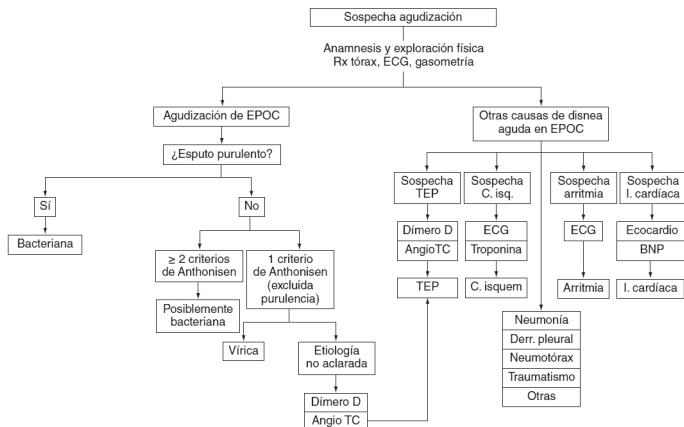 Sospecha agudización
Anamnesis y exploración física
Rx tórax, ECG, gasometría
Agudización de EPOC
Otras causas de disnea
aguda en EPOC
¿Esputo purulento?
Sí
No
Bacteriana
≥ 2 criterios
de Anthonisen
1 criterio
de Anthonisen
(excluida
purulencia)
Posiblemente
bacteriana
Vírica
Etiología
no aclarada
Dímero D
Angio TC
Sospecha
TEP
Sospecha
C. isq.
Sospecha
arritmia
Sospecha
I. cardíaca
Dímero D
AngioTC
ECG
Troponina
ECG
Ecocardio
BNP
TEP
C. isquem
Arritmia
I. cardíaca
Neumonía
Derr. pleural
Neumotórax
Traumatismo
Otras